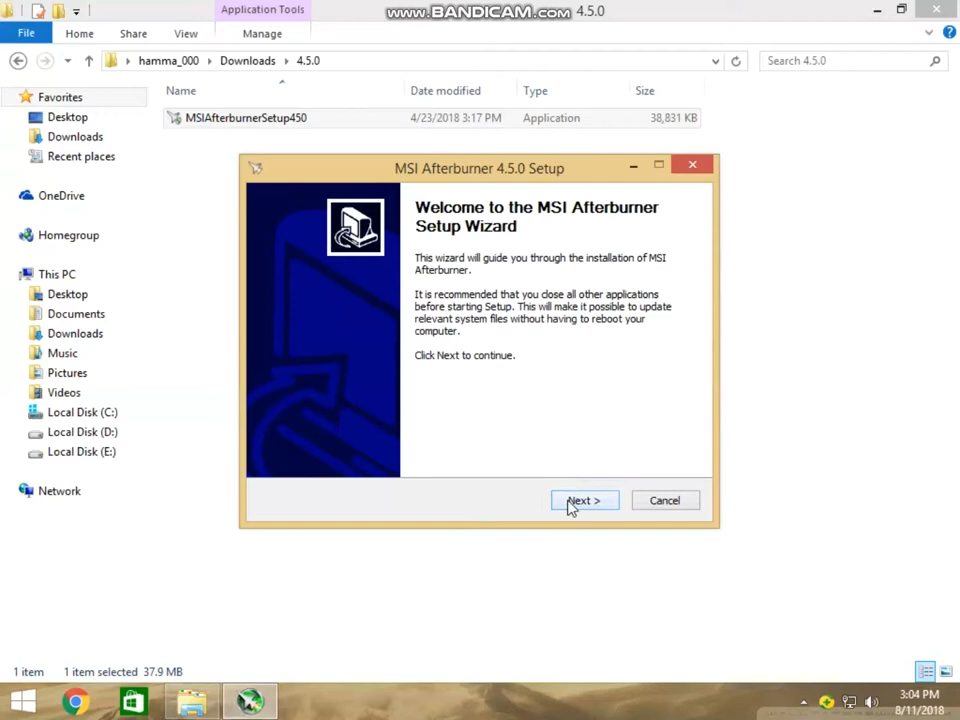 Application Tools
www.BANDICAM.com 4.5.0
File
Home
Share
View
Manage
hamma_000
Downloads
4.5.0
Search 4.5.0
Favorites
Desktop
Downloads
Recent places
OneDrive
Homegroup
This PC
Desktop
Documents
Downloads
Music
Pictures
Videos
Local Disk (C:)
Local Disk (D:)
Local Disk (E:)
Network
Name
Date modified
Type
Size
MSIAfterburnerSetup450
4/23/2018 3:17 PM
Application
38,831 KB
MSI Afterburner 4.5.0 Setup
Welcome to the MSI Afterburner
Setup Wizard
This wizard will guide you through the installation of MSI
Afterburner.
It is recommended that you close all other applications
before starting Setup. This will make it possible to update
relevant system files without having to reboot your
computer.
Click Next to continue.
Next >
Cancel
1 item
1 item selected 37.9 MB
3:04 PM
8/11/2018